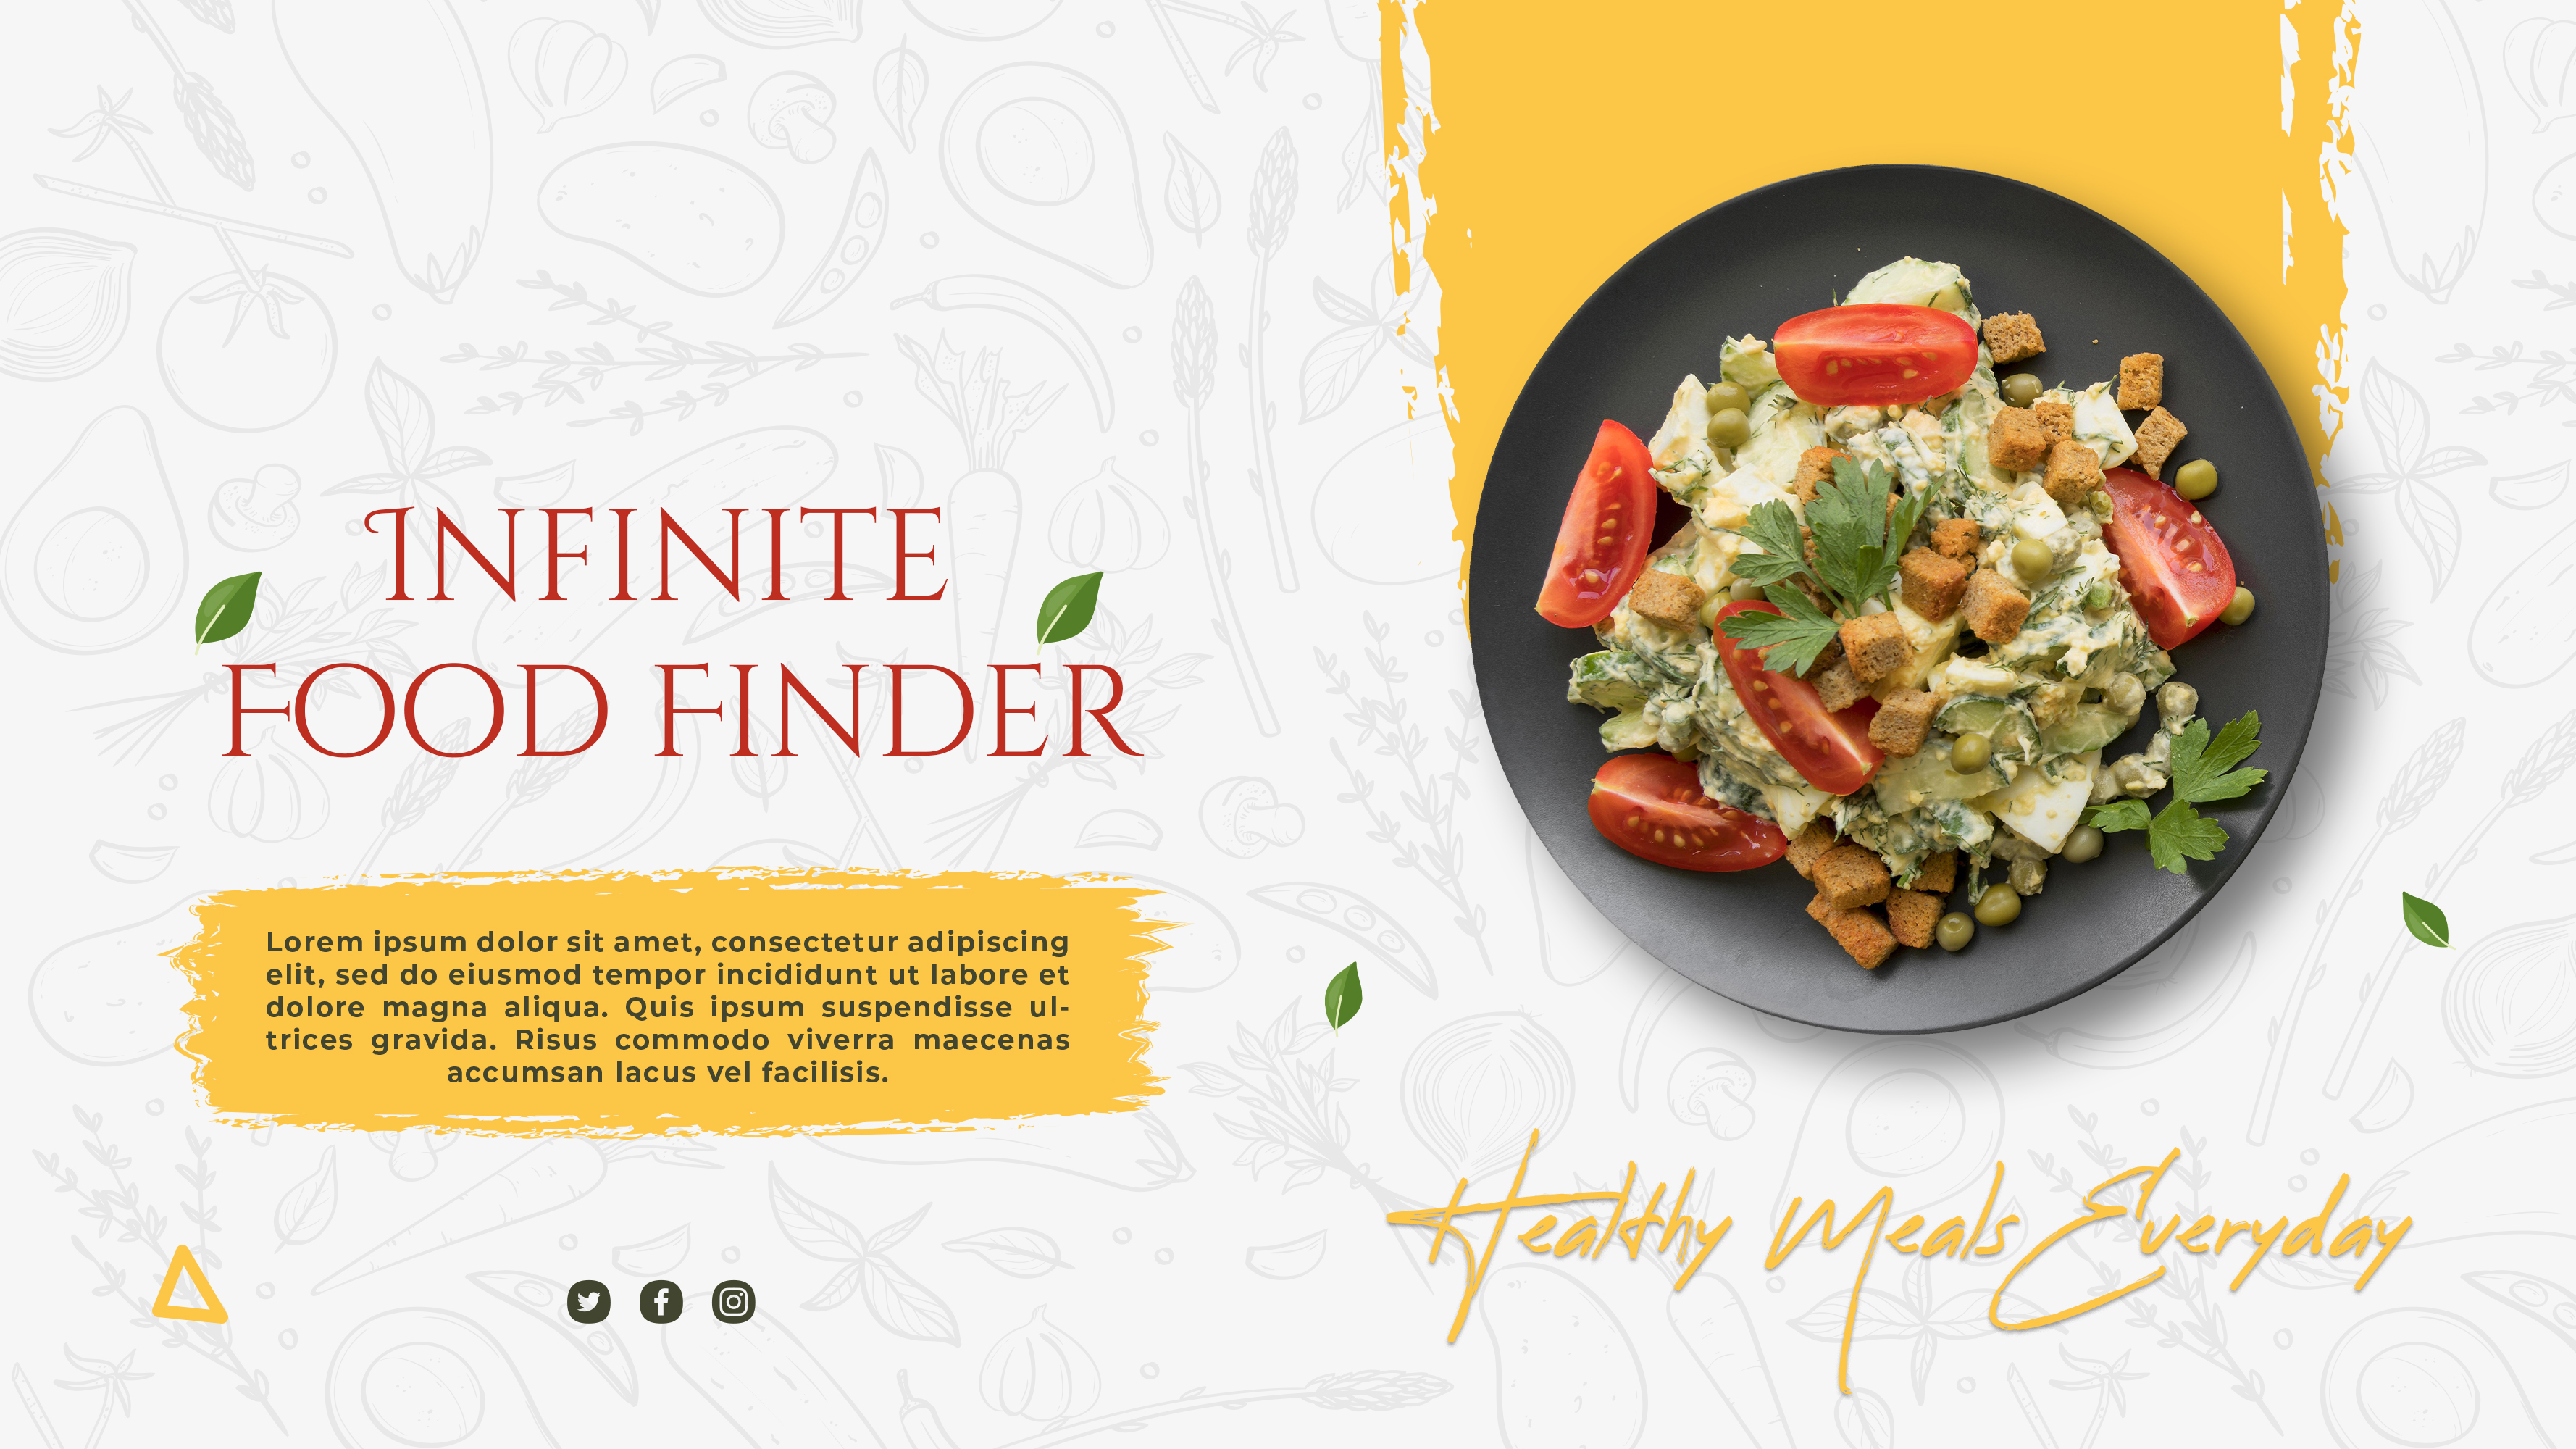 INFINITE
FOOD FINDER
Lorem ipsum dolor sit amet, consectetur adipiscing
elit, sed do eiusmod tempor incididunt ut labore et
dolore magna aliqua. Quis ipsum suspendisse ul-
trices gravida. Risus commodo viverra maecenas
accumsan lacus vel facilisis.
Healthy Meals Everyday